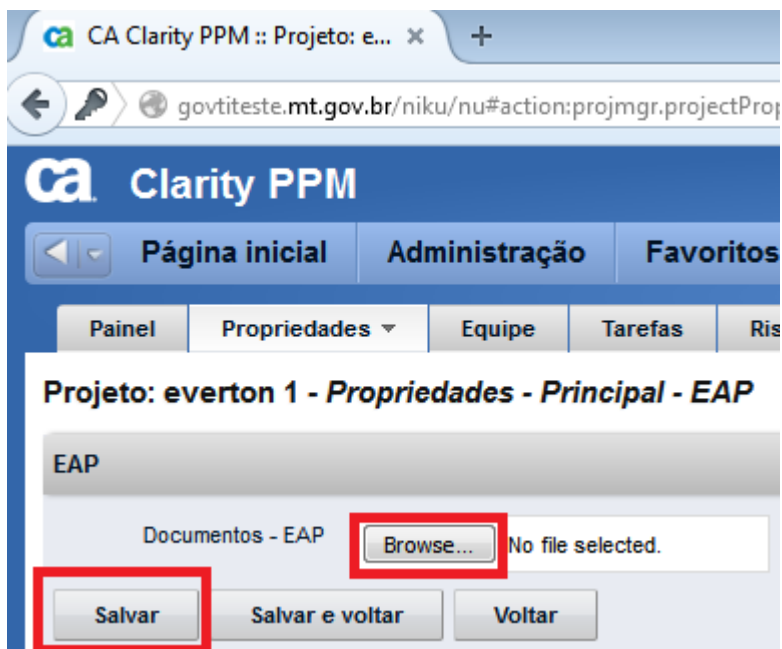 ca CA Clarity PPM :: Projeto: e... × +
govtiteste.mt.gov.br/niku/nu#action:projmgr.projectProp
ca. Clarity PPM
Página inicial Administração Favoritos
Painel Propriedades Equipe Tarefas Ris
Projeto: everton 1 - Propriedades - Principal - EAP
EAP
Documentos - EAP Browse... No file selected.
Salvar Salvar e voltar Voltar